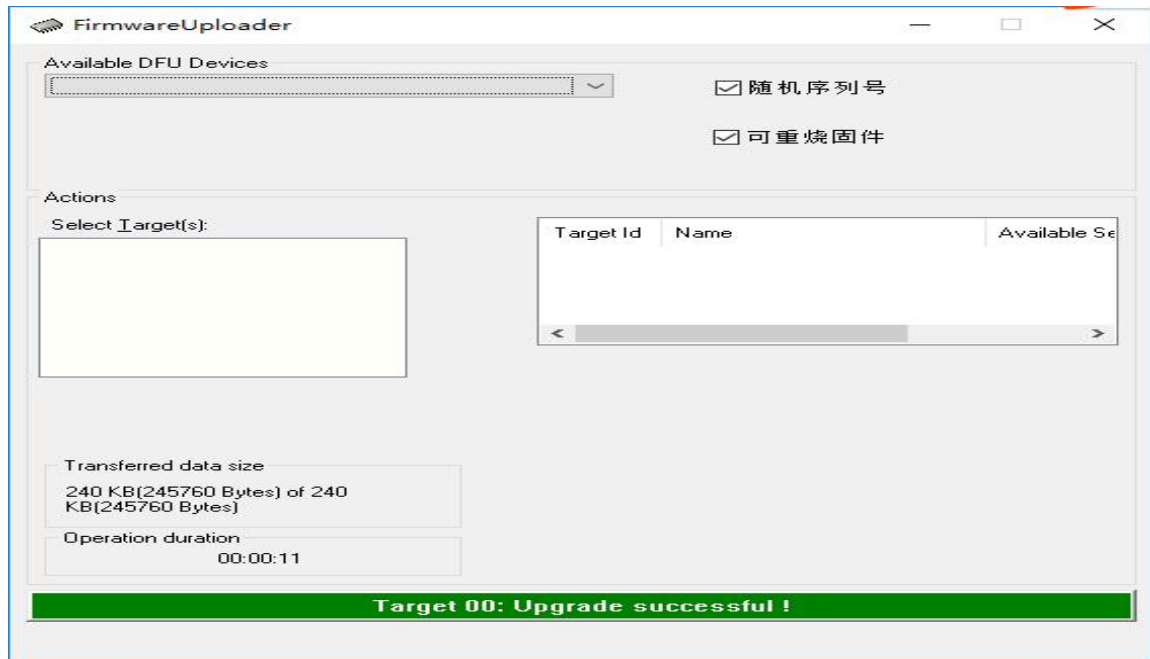 FirmwareUploader
Available DFU Devices
随机序列号
可重烧固件
Actions
Select Target(s):
Target Id Name Available Se
Transferred data size
240 KB(245760 Bytes) of 240
KB(245760 Bytes)
Operation duration
00:00:11
Target 00: Upgrade successful !